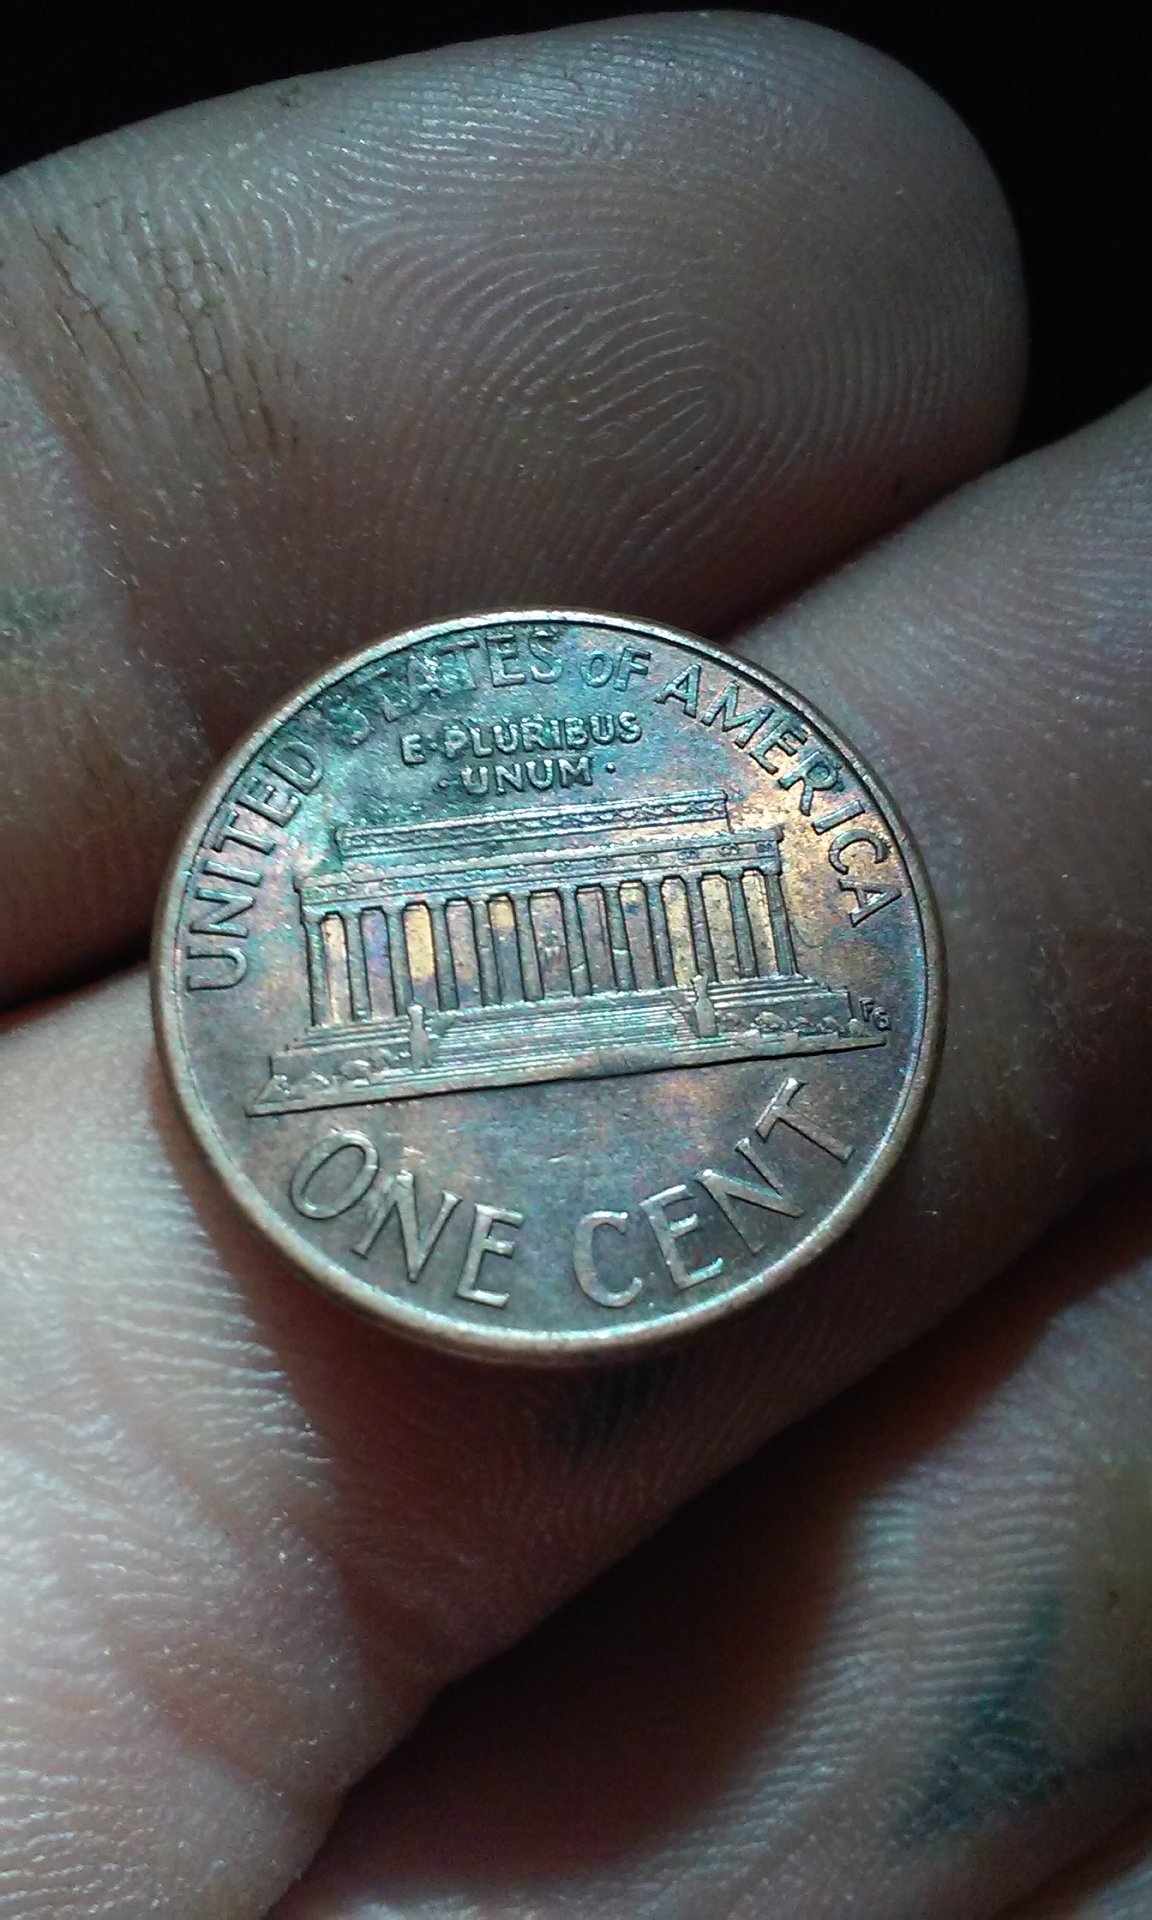 UNITED STATES OF AMERICA
E·PLURIBUS
·UNUM·
FG
ONE CENT